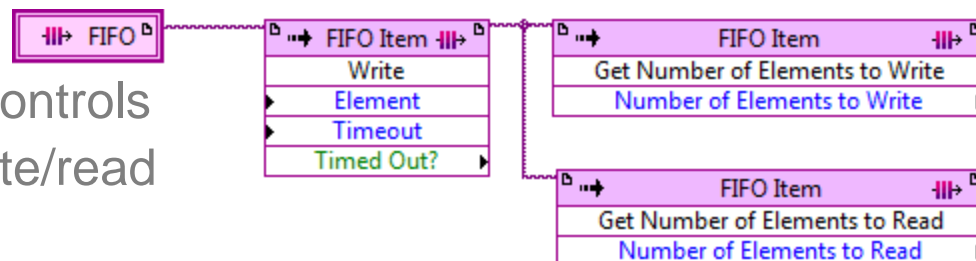 FIFO
FIFO Item
Write
Element
Timeout
Timed Out?
FIFO Item
Get Number of Elements to Write
Number of Elements to Write
ontrols
te/read
FIFO Item
Get Number of Elements to Read
Number of Elements to Read